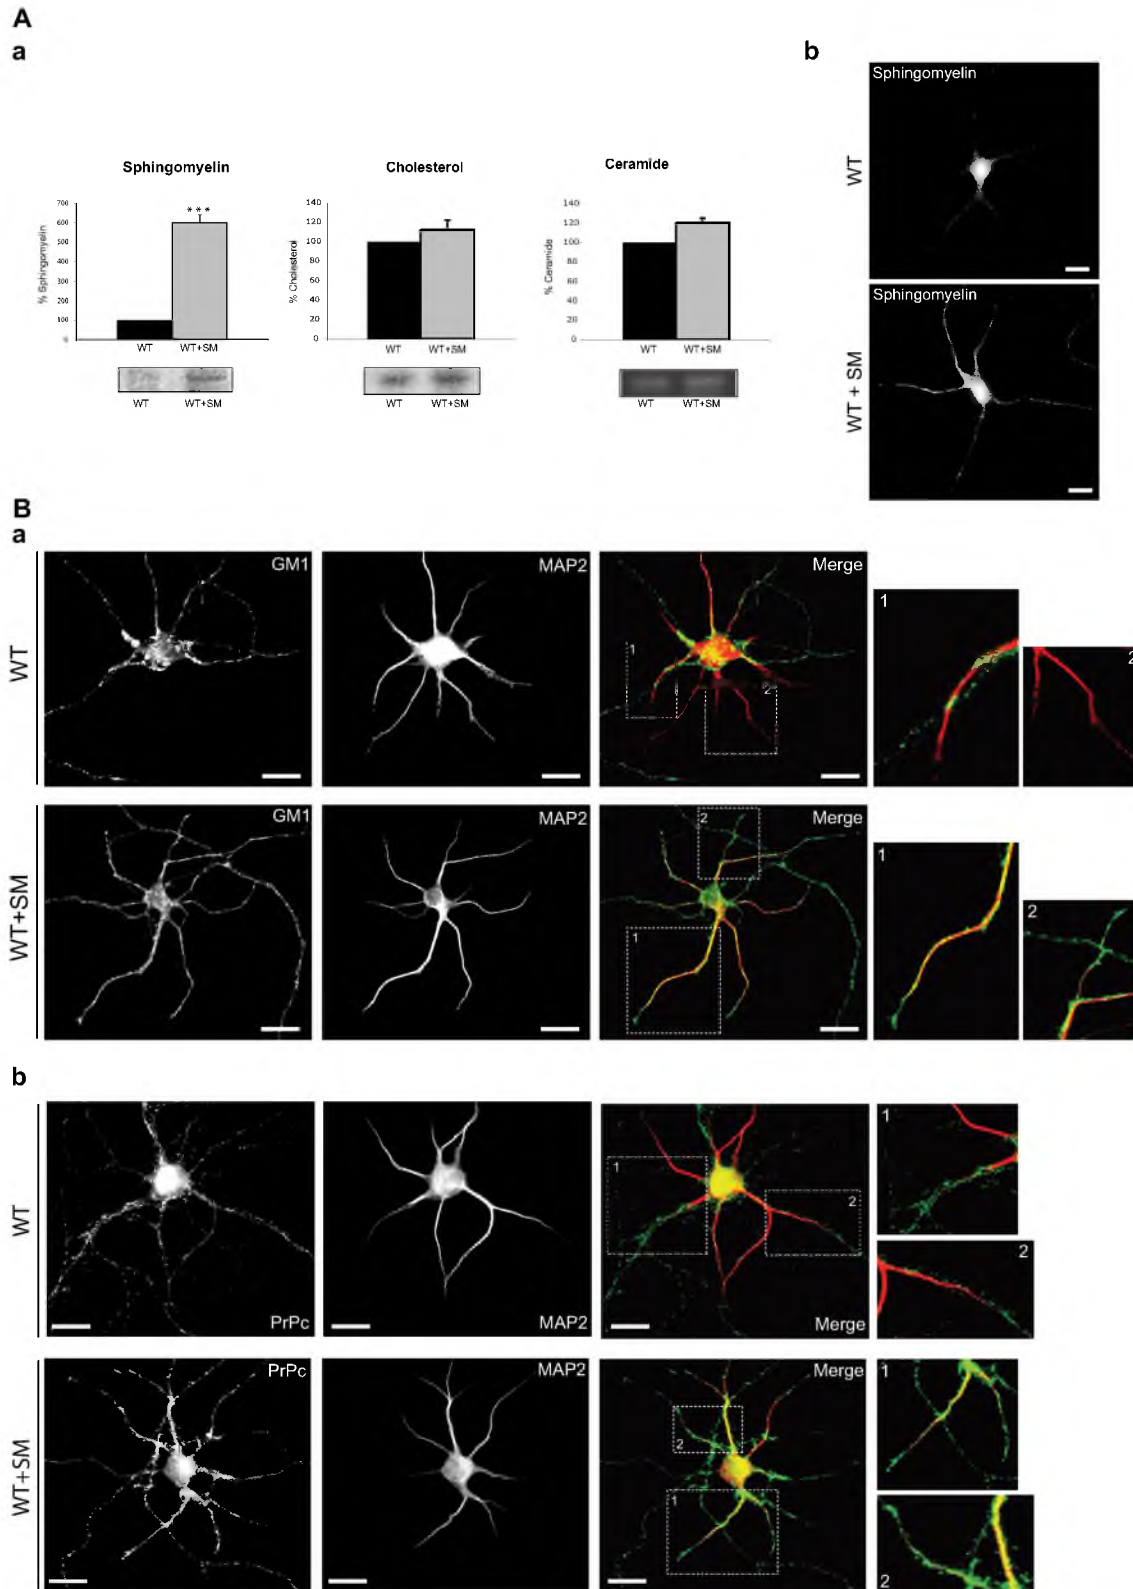 A
a
b
Sphingomyelin
Cholesterol
Ceramide
% Sphingomyelin
700
600
500
400
300
200
100
0
***
WT
WT+SM
WT
WT+SM
% Cholesterol
140
120
100
80
60
40
20
0
WT
WT+SM
WT
WT+SM
% Ceramide
140
120
100
80
60
40
20
0
WT
WT+SM
WT
WT+SM
WT
Sphingomyelin
WT + SM
Sphingomyelin
B
a
WT
GM1
MAP2
Merge
1
2
1
2
WT+SM
GM1
MAP2
Merge
2
1
1
2
b
WT
PrPc
MAP2
Merge
1
2
1
2
WT+SM
PrPc
MAP2
Merge
2
1
1
2